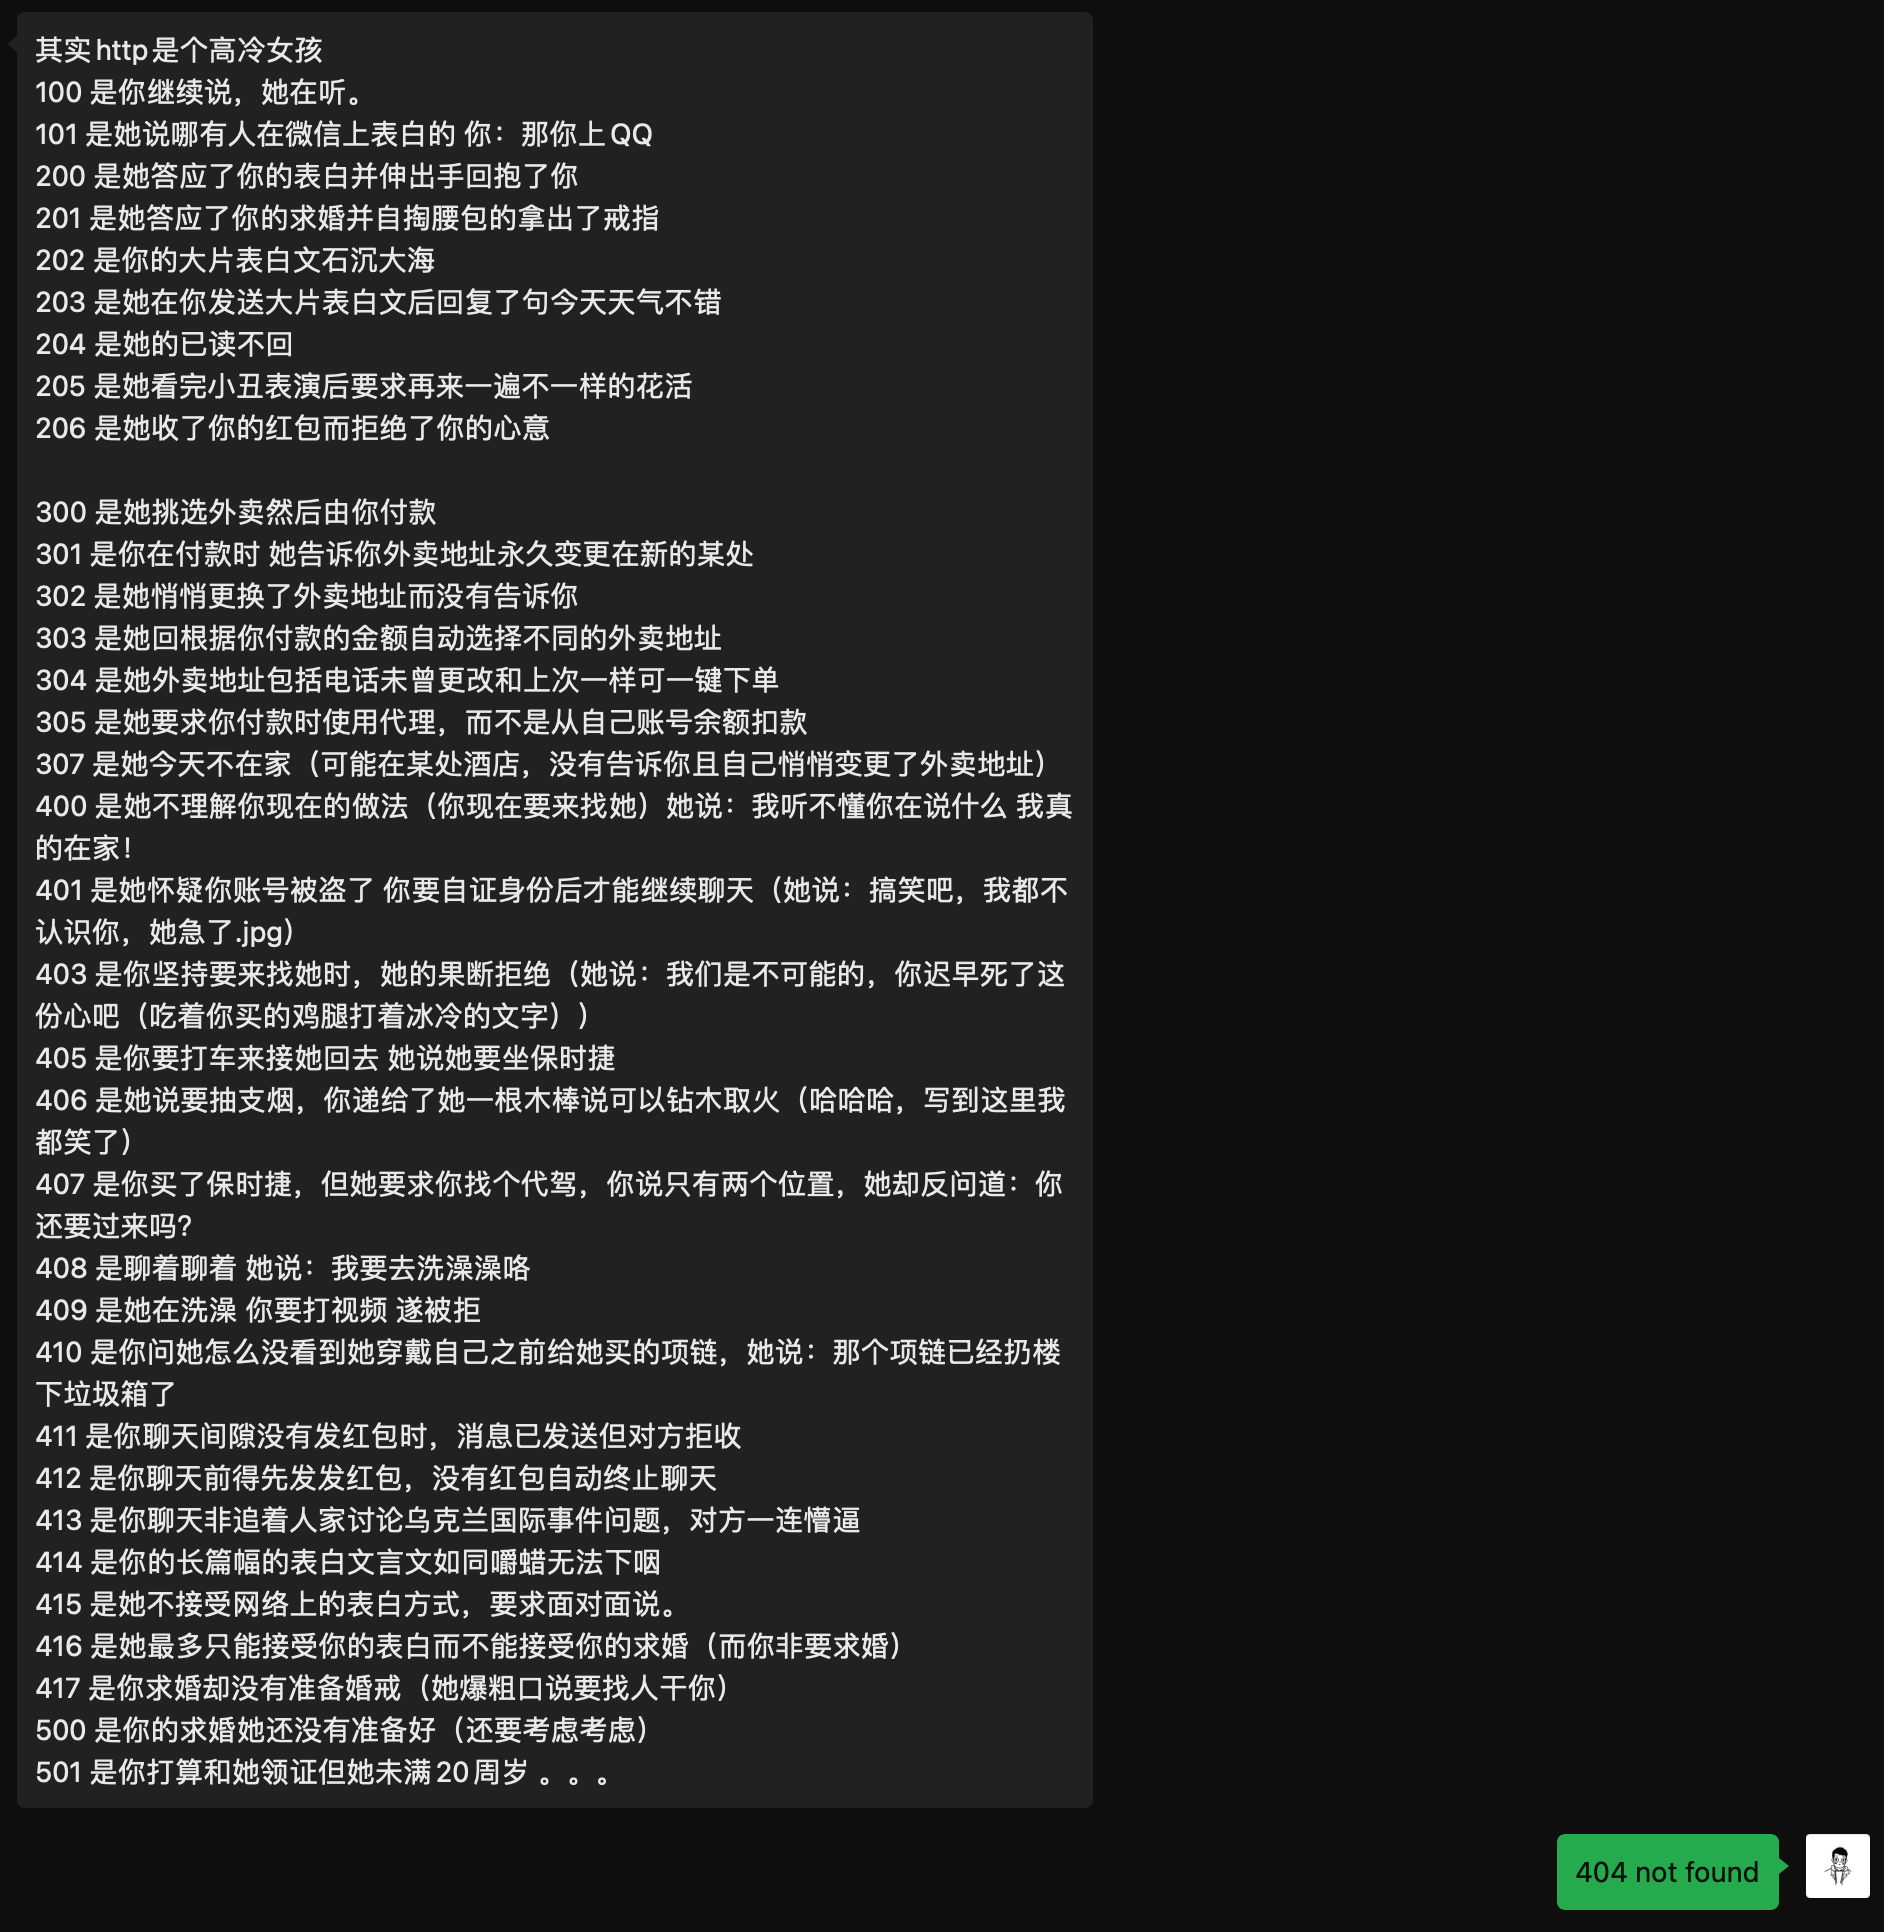 其实http是个高冷女孩
100 是你继续说，她在听。
101 是她说哪有人在微信上表白的 你：那你上QQ
200 是她答应了你的表白并伸出手回抱了你
201 是她答应了你的求婚并自掏腰包的拿出了戒指
202 是你的大片表白文石沉大海
203 是她在你发送大片表白文后回复了句今天天气不错
204 是她的已读不回
205 是她看完小丑表演后要求再来一遍不一样的花活
206 是她收了你的红包而拒绝了你的心意
300 是她挑选外卖然后由你付款
301 是你在付款时 她告诉你外卖地址永久变更在新的某处
302 是她悄悄更换了外卖地址而没有告诉你
303 是她回根据你付款的金额自动选择不同的外卖地址
304 是她外卖地址包括电话未曾更改和上次一样可一键下单
305 是她要求你付款时使用代理，而不是从自己账号余额扣款
307 是她今天不在家（可能在某处酒店，没有告诉你且自己悄悄变更了外卖地址）
400 是她不理解你现在的做法（你现在要来找她）她说：我听不懂你在说什么 我真
的在家！
401 是她怀疑你账号被盗了 你要自证身份后才能继续聊天（她说：搞笑吧，我都不
认识你，她急了.jpg）
403 是你坚持要来找她时，她的果断拒绝（她说：我们是不可能的，你迟早死了这
份心吧（吃着你买的鸡腿打着冰冷的文字））
405 是你要打车来接她回去 她说她要坐保时捷
406 是她说要抽支烟，你递给了她一根木棒说可以钻木取火（哈哈哈，写到这里我
都笑了）
407 是你买了保时捷，但她要求你找个代驾，你说只有两个位置，她却反问道：你
还要过来吗?
408 是聊着聊着 她说：我要去洗澡澡咯
409 是她在洗澡 你要打视频 遂被拒
410 是你问她怎么没看到她穿戴自己之前给她买的项链，她说：那个项链已经扔楼
下垃圾箱了
411 是你聊天间隙没有发红包时，消息已发送但对方拒收
412 是你聊天前得先发发红包，没有红包自动终止聊天
413 是你聊天非追着人家讨论乌克兰国际事件问题，对方一连懵逼
414 是你的长篇幅的表白文言文如同嚼蜡无法下咽
415 是她不接受网络上的表白方式，要求面对面说。
416 是她最多只能接受你的表白而不能接受你的求婚（而你非要求婚）
417 是你求婚却没有准备婚戒（她爆粗口说要找人干你）
500 是你的求婚她还没有准备好（还要考虑考虑）
501 是你打算和她领证但她未满20周岁 。。。
404 not found